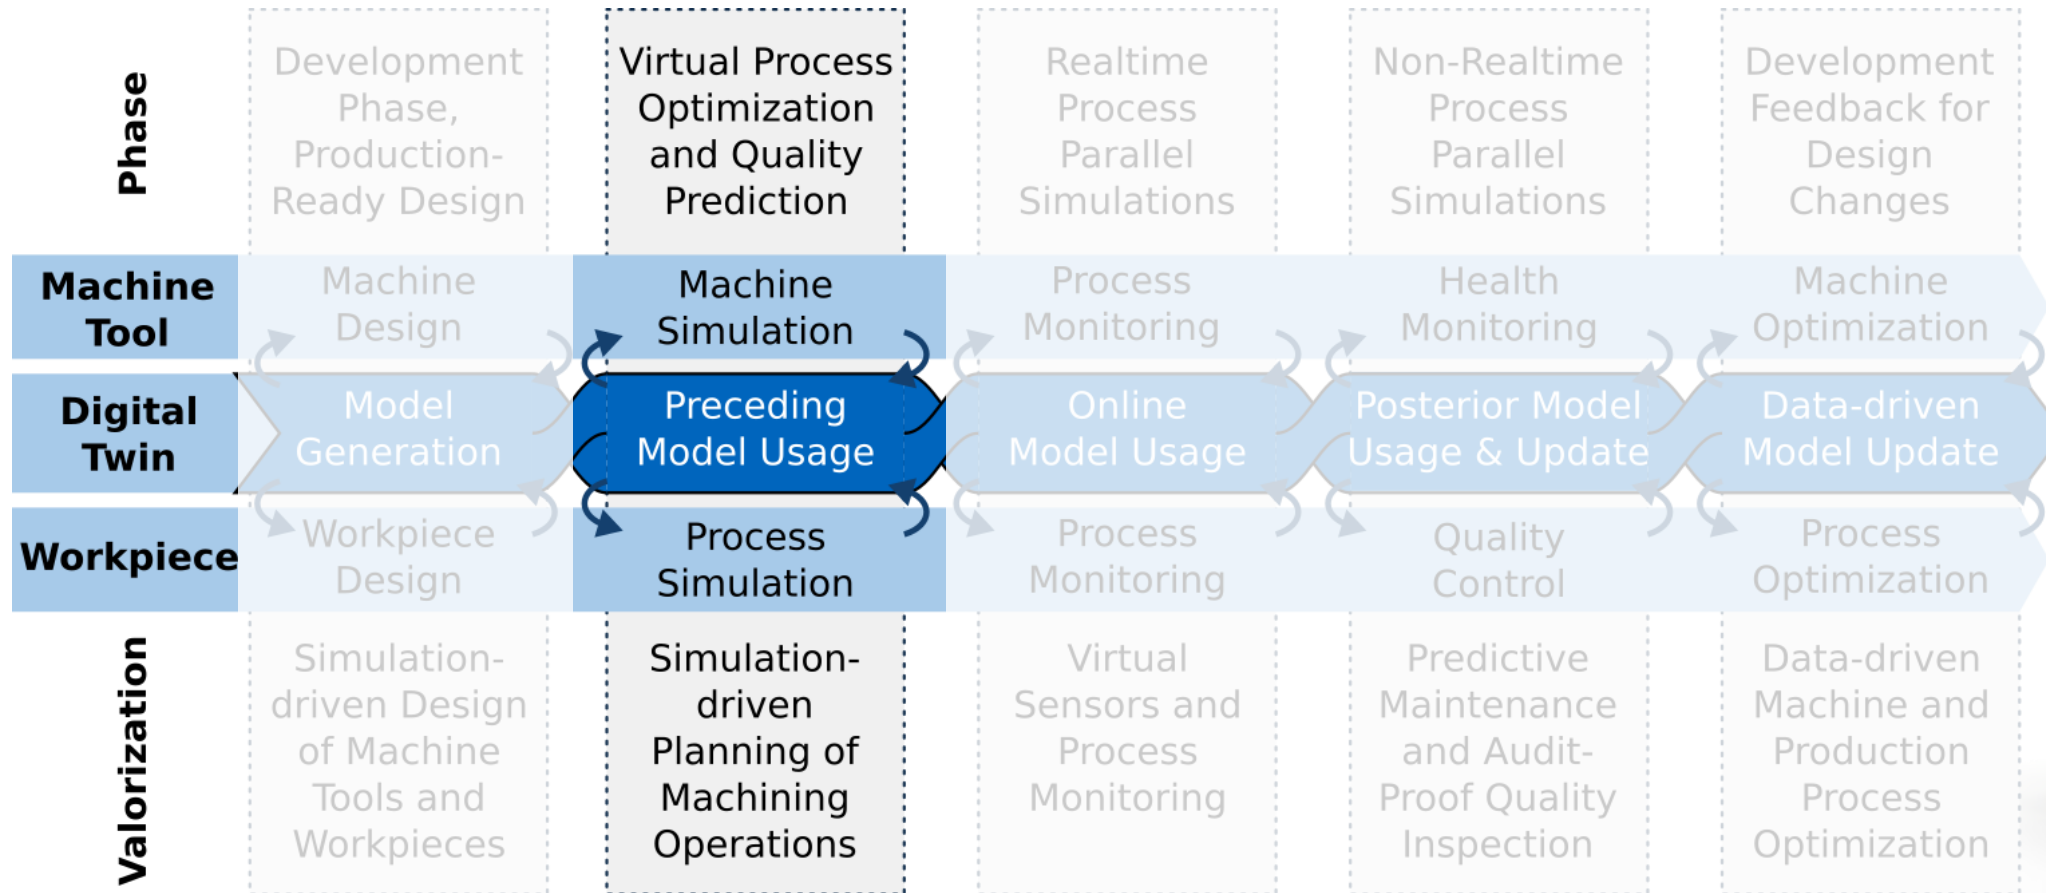 Phase
Development
Phase,
Production-
Ready Design
Virtual Process
Optimization
and Quality
Prediction
Realtime
Process
Parallel
Simulations
Non-Realtime
Process
Parallel
Simulations
Development
Feedback for
Design
Changes
Machine
Tool
Machine
Design
Machine
Simulation
Process
Monitoring
Health
Monitoring
Machine
Optimization
Digital
Twin
Model
Generation
Preceding
Model Usage
Online
Model Usage
Posterior Model
Usage & Update
Data-driven
Model Update
Workpiece
Workpiece
Design
Process
Simulation
Process
Monitoring
Quality
Control
Process
Optimization
Valorization
Simulation-
driven Design
of Machine
Tools and
Workpieces
Simulation-
driven
Planning of
Machining
Operations
Virtual
Sensors and
Process
Monitoring
Predictive
Maintenance
and Audit-
Proof Quality
Inspection
Data-driven
Machine and
Production
Process
Optimization